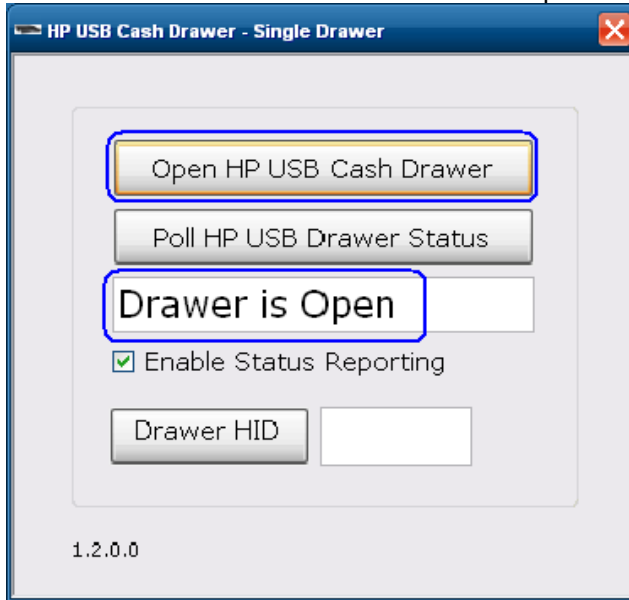 HP USB Cash Drawer - Single Drawer
Open HP USB Cash Drawer
Poll HP USB Drawer Status
Drawer is Open
Enable Status Reporting
Drawer HID
1.2.0.0